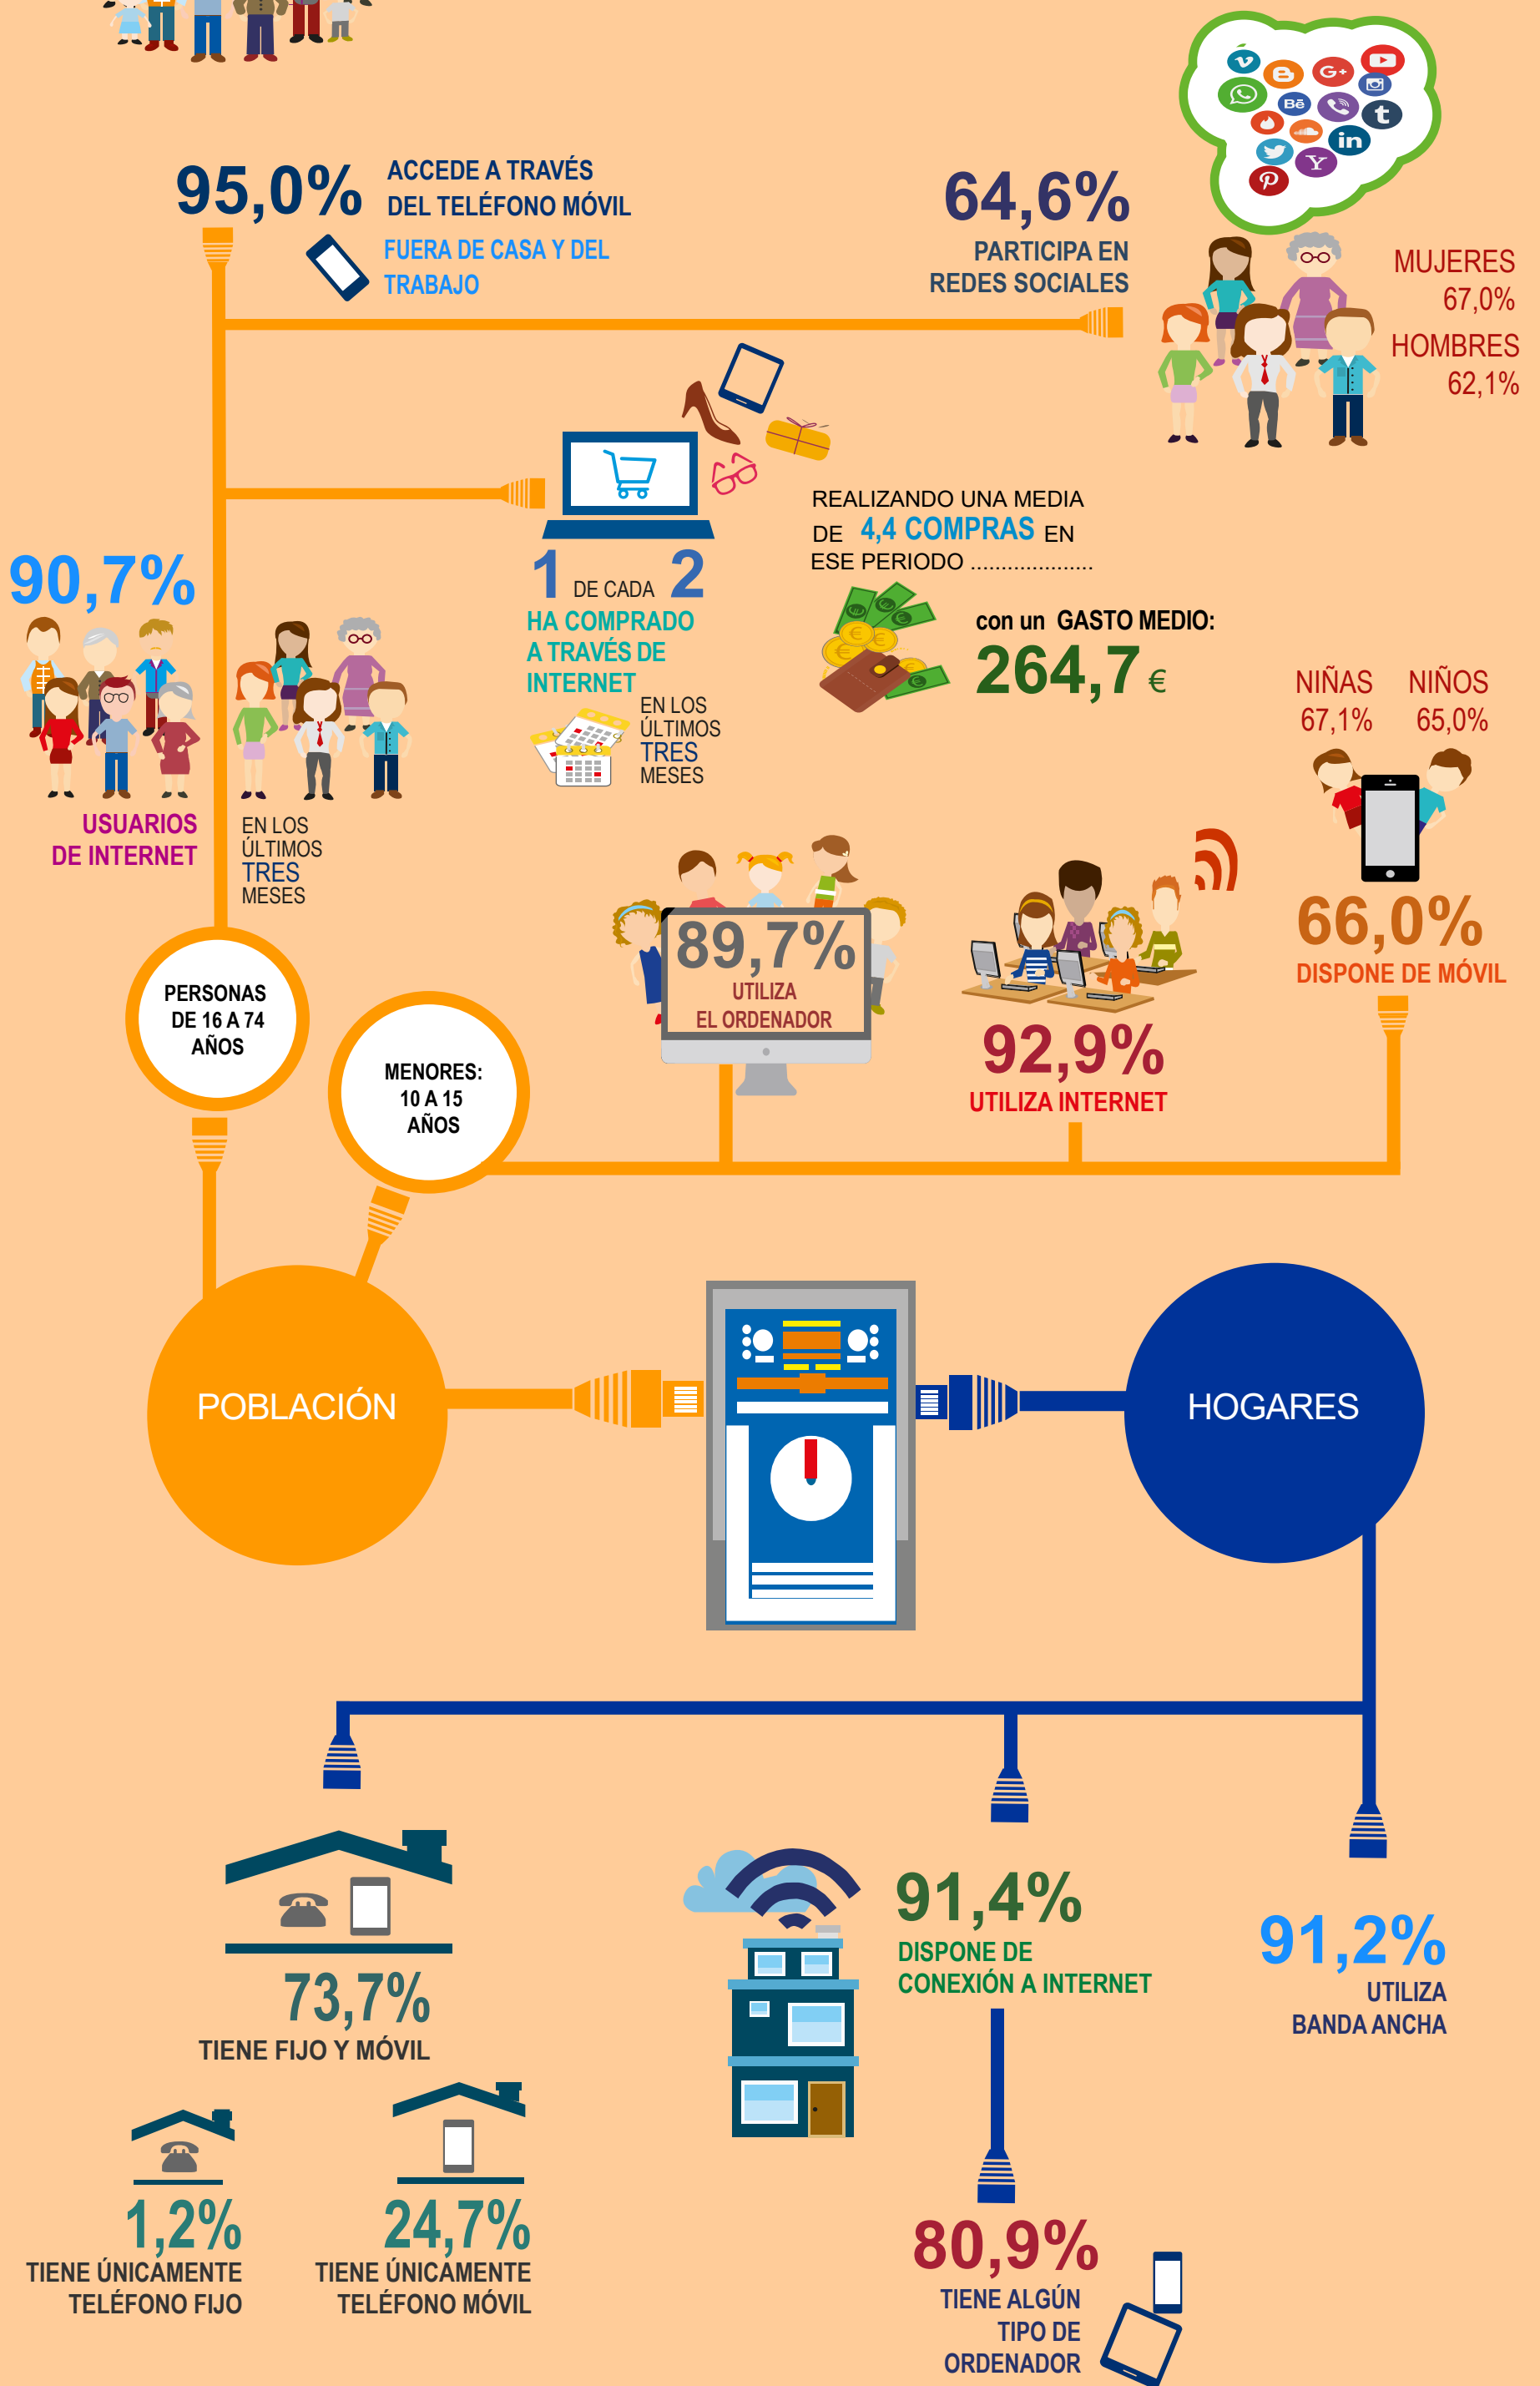 95,0%
ACCEDE A TRAVÉS
DEL TELÉFONO MÓVIL
FUERA DE CASA Y DEL
TRABAJO
64,6%
PARTICIPA EN
REDES SOCIALES
G+
Bē
t
in
Y
MUJERES
67,0%
HOMBRES
62,1%
1 DE CADA 2
HA COMPRADO
A TRAVÉS DE
INTERNET
EN LOS
ÚLTIMOS
TRES
MESES
REALIZANDO UNA MEDIA
DE 4,4 COMPRAS EN
ESE PERIODO ...................
con un GASTO MEDIO:
264,7 €
90,7%
USUARIOS
DE INTERNET
EN LOS
ÚLTIMOS
TRES
MESES
PERSONAS
DE 16 A 74
AÑOS
MENORES:
10 A 15
AÑOS
89,7%
UTILIZA
EL ORDENADOR
92,9%
UTILIZA INTERNET
NIÑAS NIÑOS
67,1% 65,0%
66,0%
DISPONE DE MÓVIL
POBLACIÓN
HOGARES
73,7%
TIENE FIJO Y MÓVIL
1,2%
TIENE ÚNICAMENTE
TELÉFONO FIJO
24,7%
TIENE ÚNICAMENTE
TELÉFONO MÓVIL
91,4%
DISPONE DE
CONEXIÓN A INTERNET
80,9%
TIENE ALGÚN
TIPO DE
ORDENADOR
91,2%
UTILIZA
BANDA ANCHA